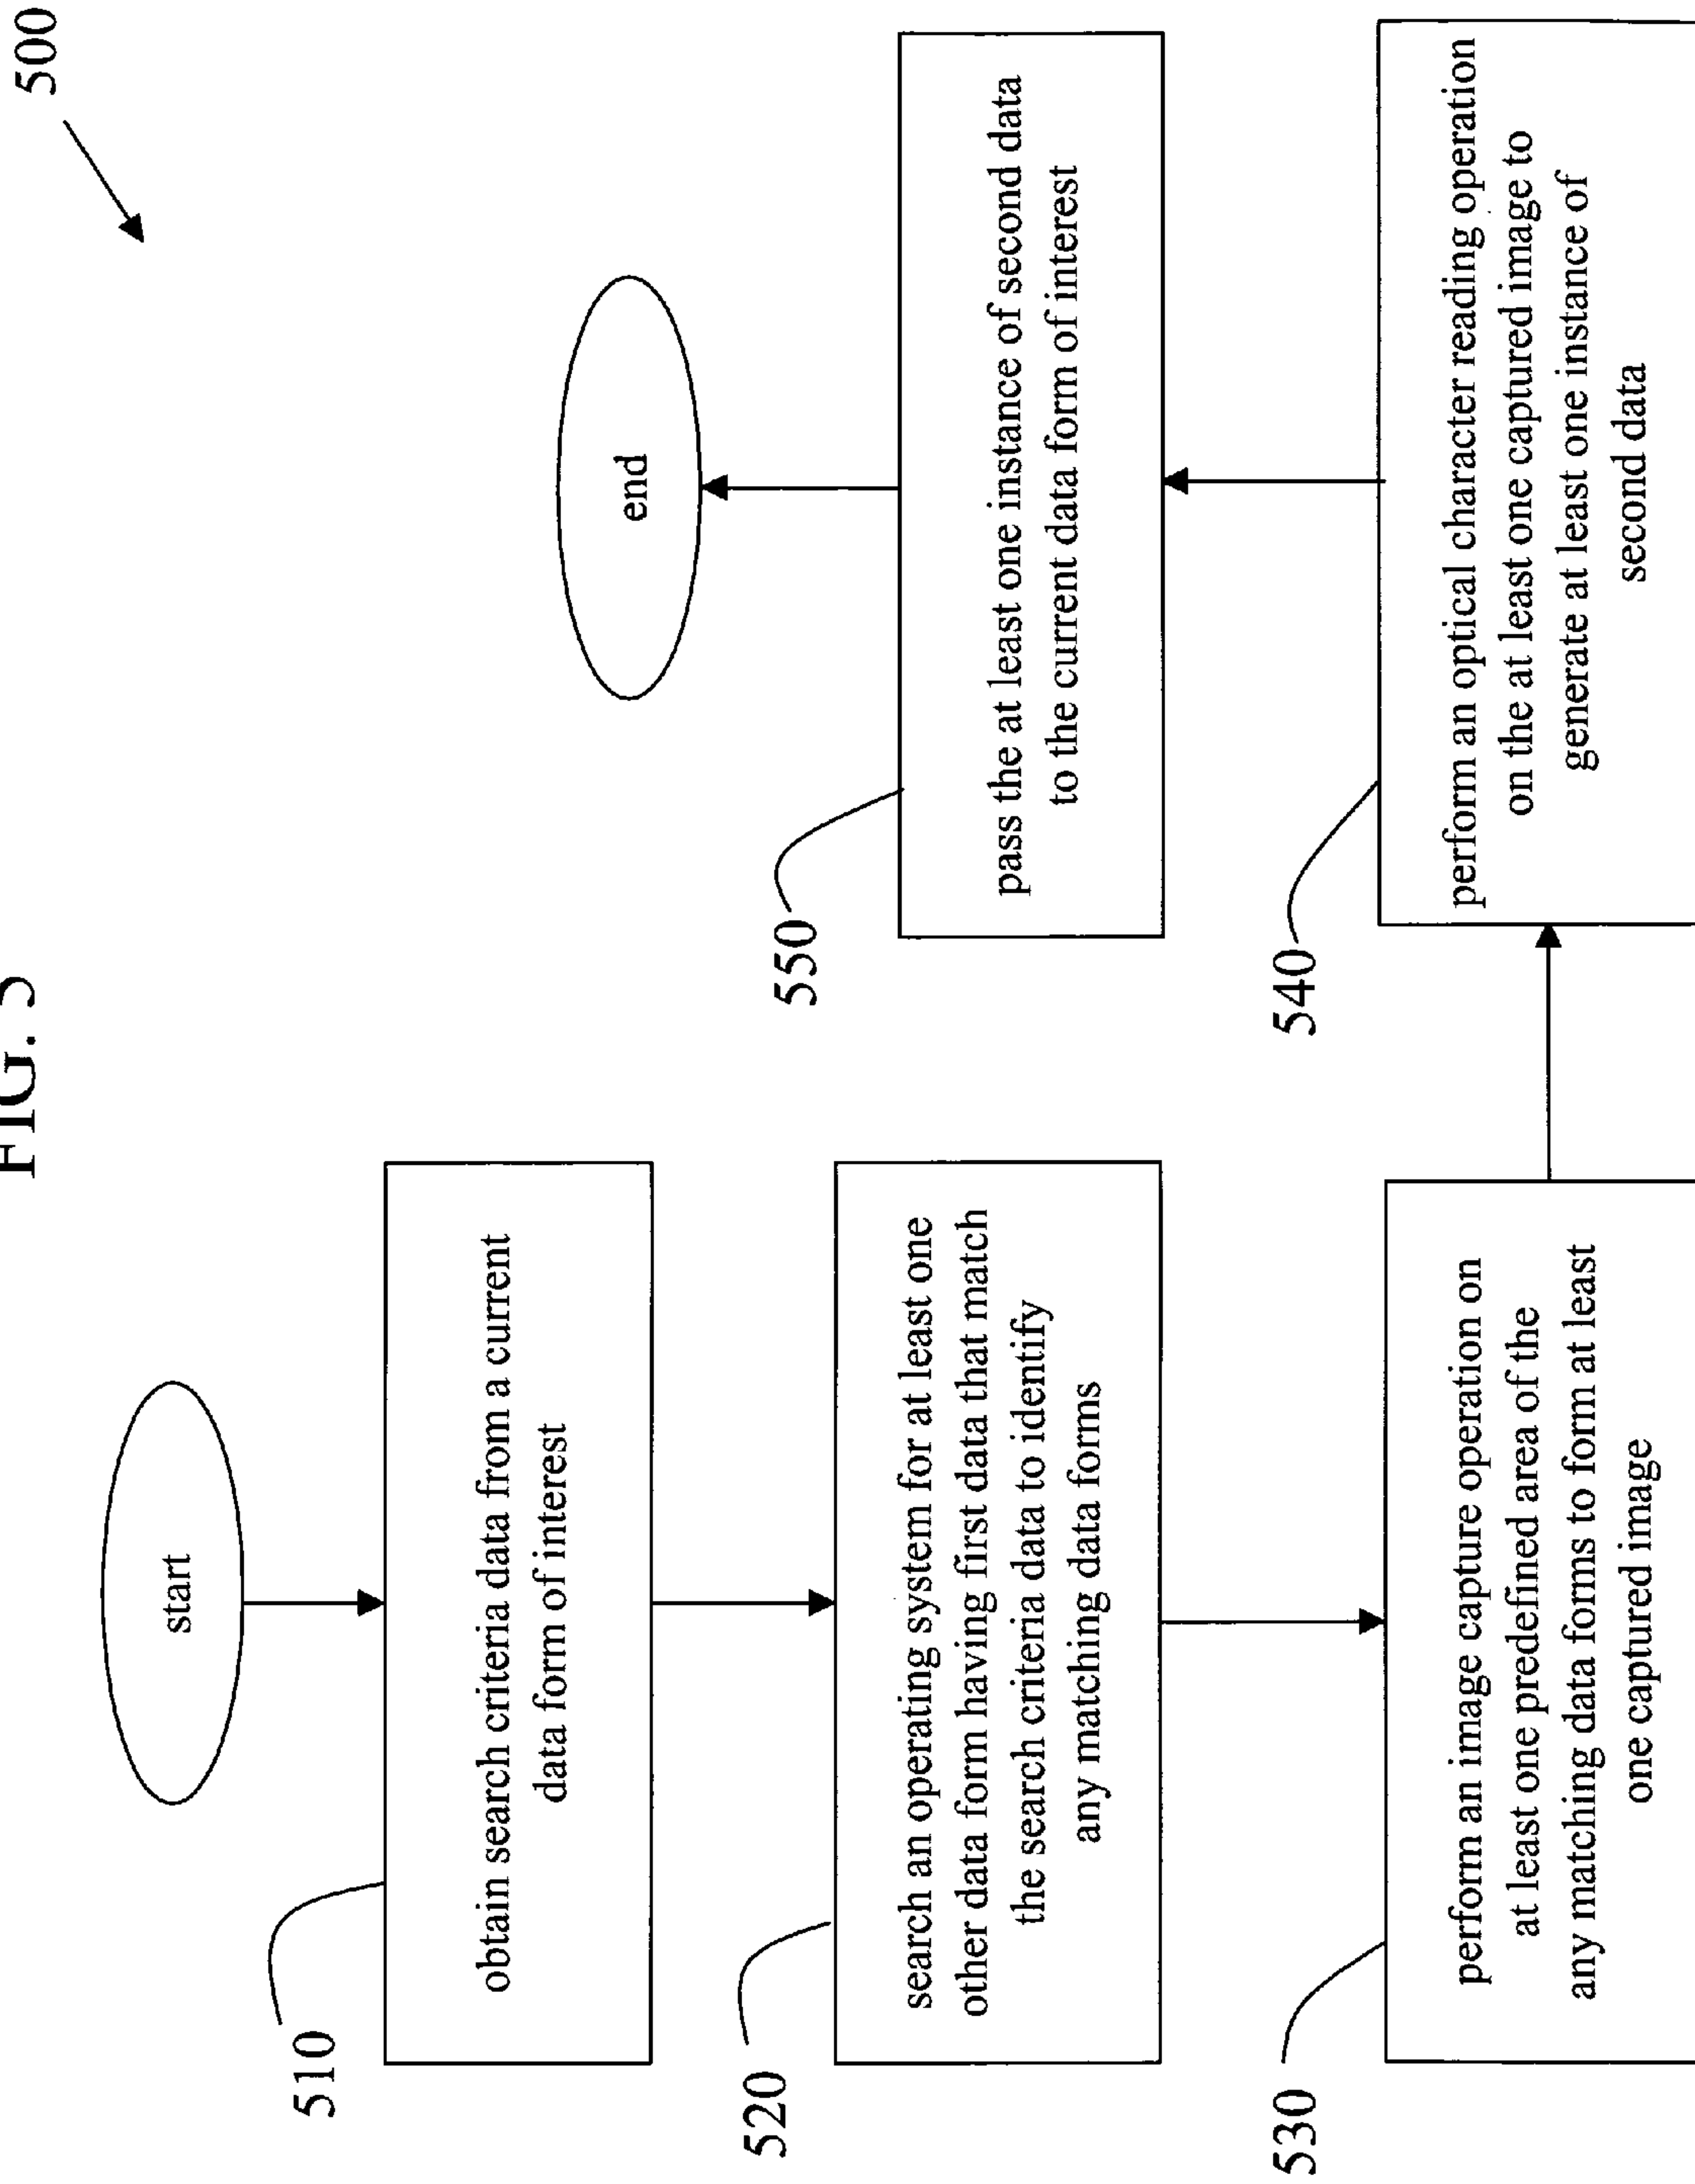 FIG. 5
500
start
510
obtain search criteria data from a current
data form of interest
520
search an operating system for at least one
other data form having first data that match
the search criteria data to identify
any matching data forms
530
perform an image capture operation on
at least one predefined area of the
any matching data forms to form at least
one captured image
540
perform an optical character reading operation
on the at least one captured image to
generate at least one instance of
second data
550
pass the at least one instance of second data
to the current data form of interest
end